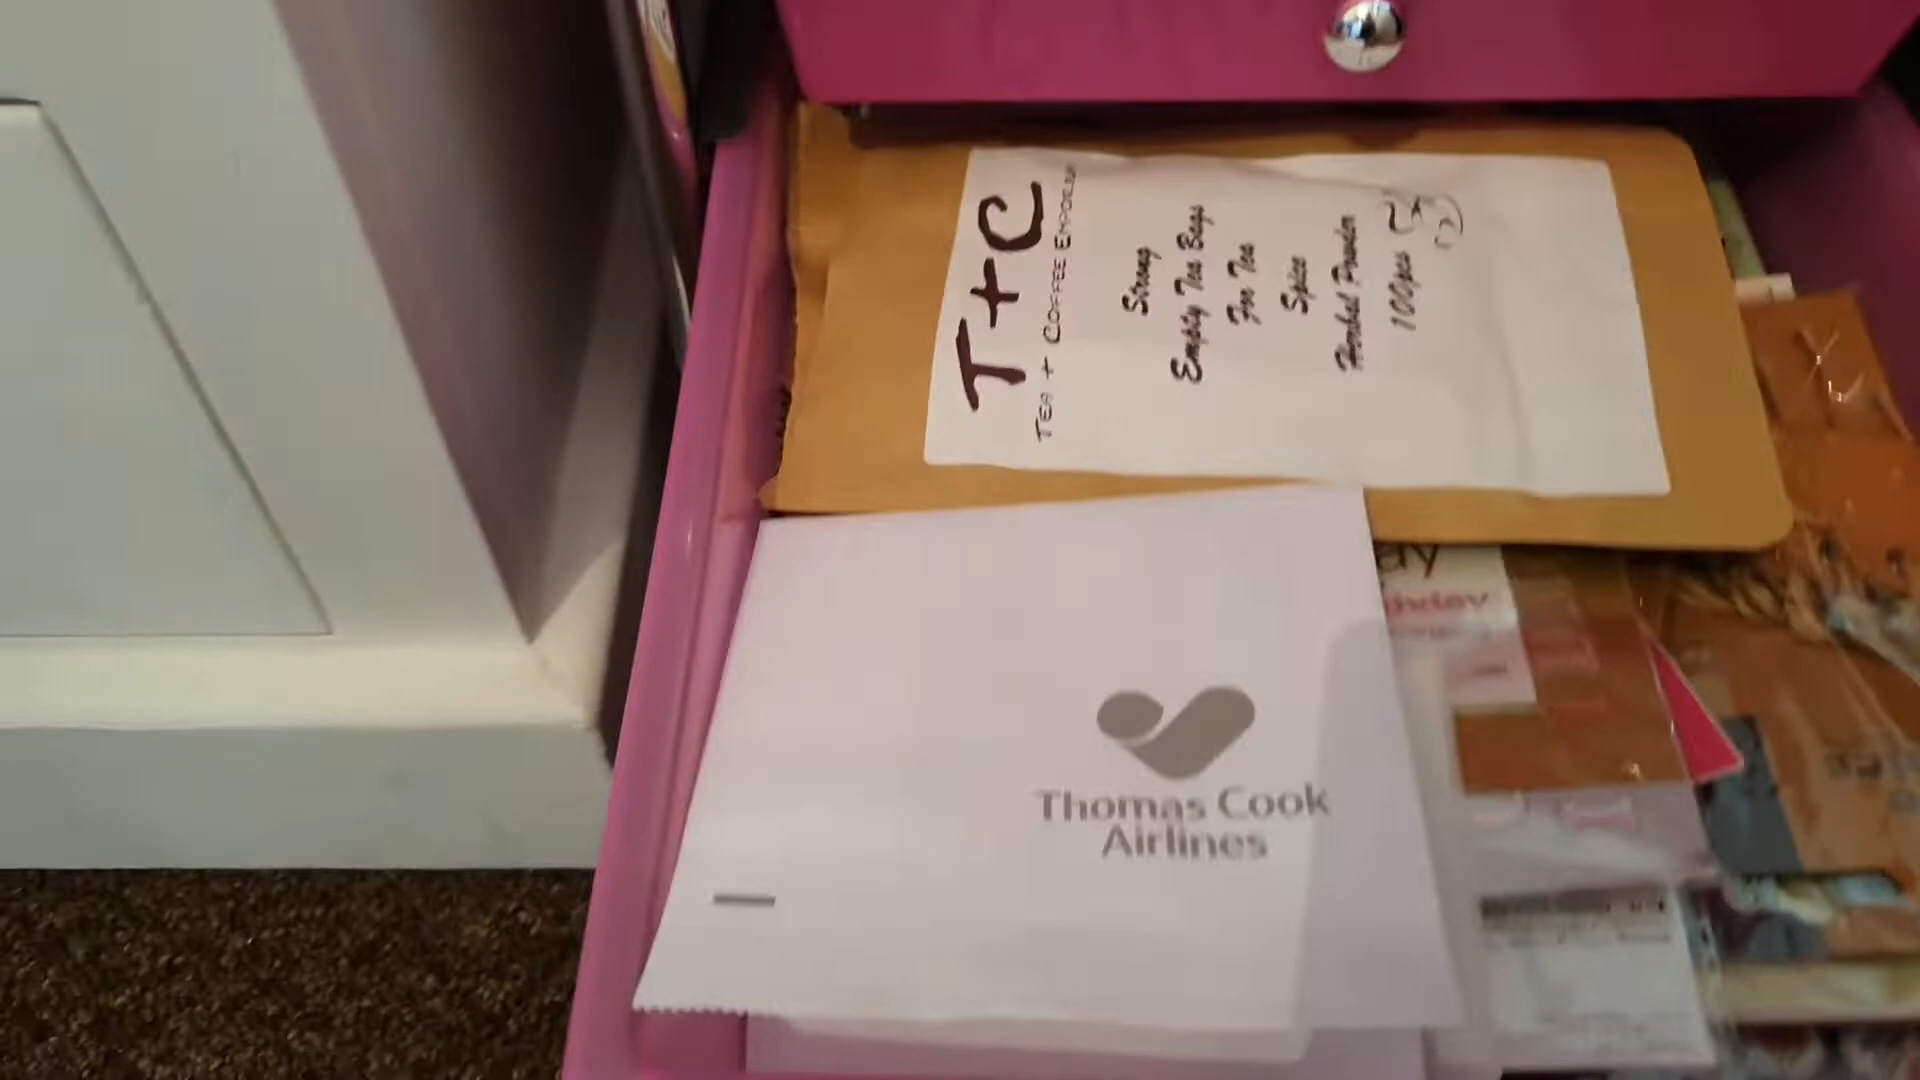 T+C
TEA + COFFEE EMPORIUM
Strong
Empty Tea Bags
For Tea
Spice
Herbal Powder
100pcs
Thomas Cook
Airlines